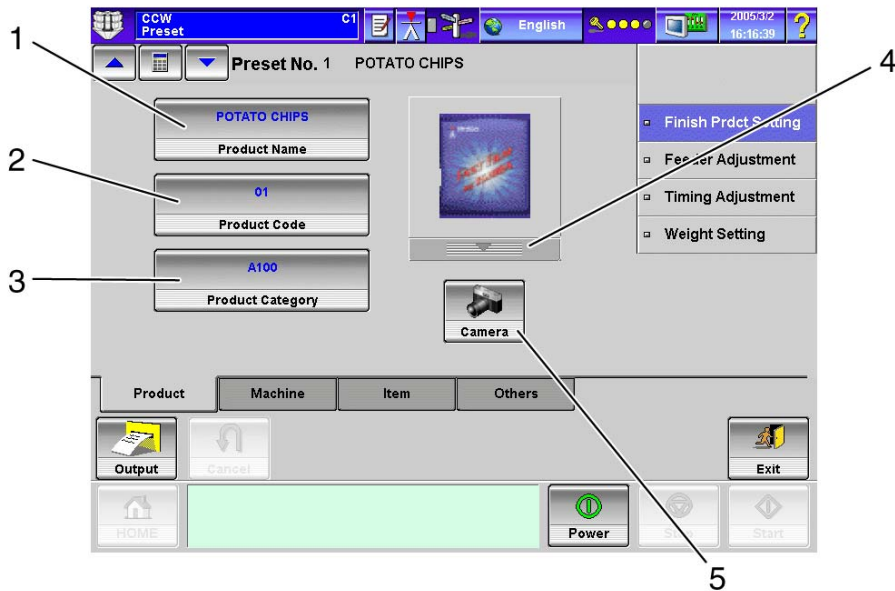 CCW
Preset
C1
English
2005/3/2
16:16:39
?
Preset No. 1 POTATO CHIPS
1
POTATO CHIPS
Product Name
2
01
Product Code
3
A100
Product Category
4
Camera
5
Finish Prdct Setting
Feeder Adjustment
Timing Adjustment
Weight Setting
Product
Machine
Item
Others
Output
Cancel
Exit
HOME
Power
Stop
Start